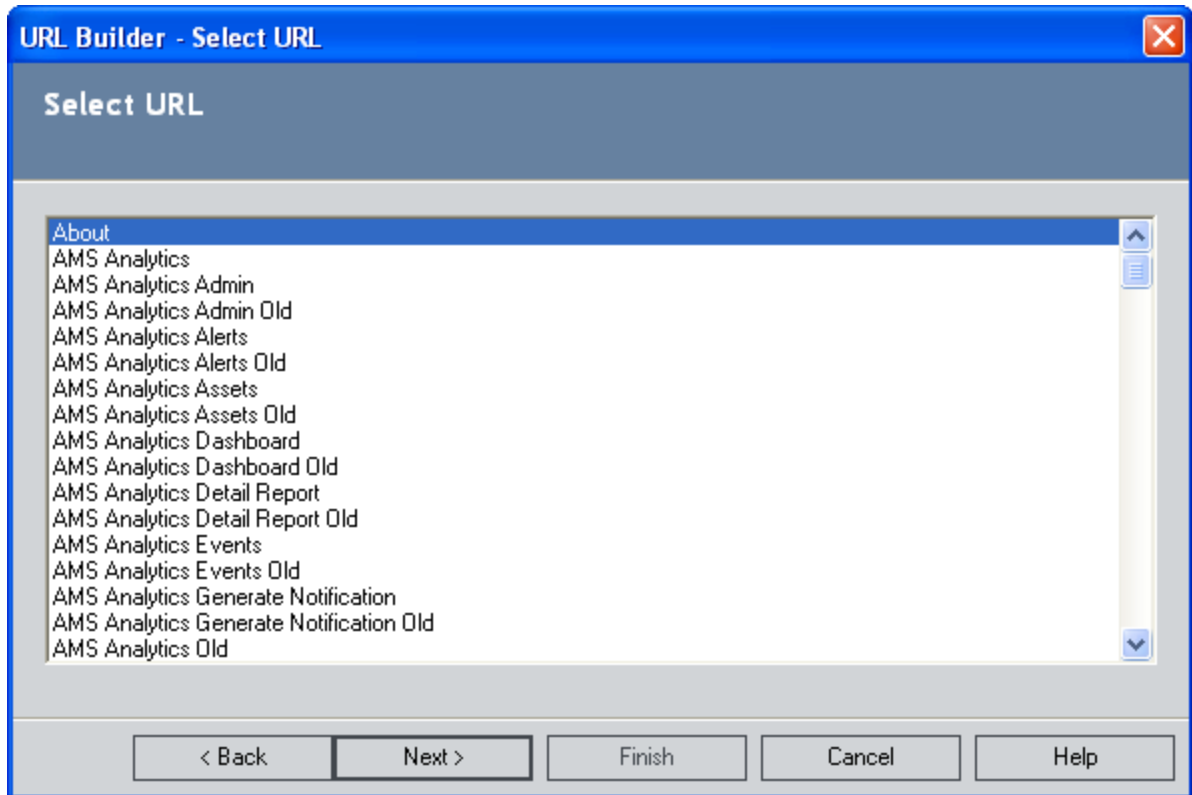 URL Builder - Select URL
Select URL
About
AMS Analytics
AMS Analytics Admin
AMS Analytics Admin Old
AMS Analytics Alerts
AMS Analytics Alerts Old
AMS Analytics Assets
AMS Analytics Assets Old
AMS Analytics Dashboard
AMS Analytics Dashboard Old
AMS Analytics Detail Report
AMS Analytics Detail Report Old
AMS Analytics Events
AMS Analytics Events Old
AMS Analytics Generate Notification
AMS Analytics Generate Notification Old
AMS Analytics Old
< Back Next > Finish Cancel Help